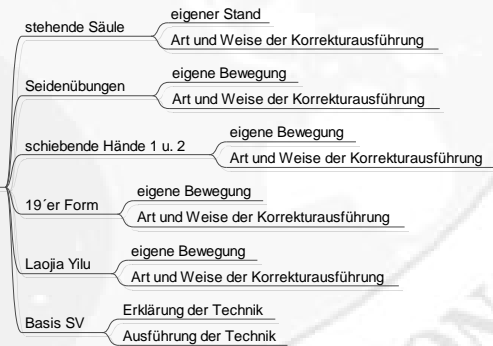 stehende Säule
eigener Stand
Art und Weise der Korrekturausführung
Seidenübungen
eigene Bewegung
Art und Weise der Korrekturausführung
schiebende Hände 1 u. 2
eigene Bewegung
Art und Weise der Korrekturausführung
19´er Form
eigene Bewegung
Art und Weise der Korrekturausführung
Laojia Yilu
eigene Bewegung
Art und Weise der Korrekturausführung
Basis SV
Erklärung der Technik
Ausführung der Technik